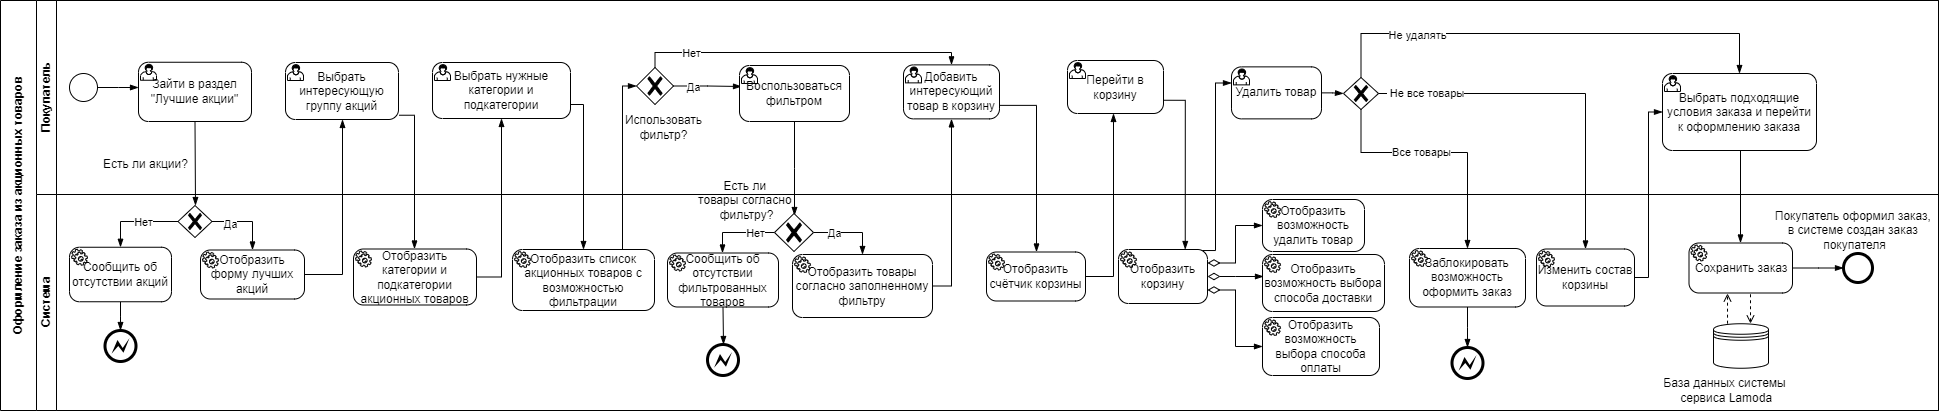 Оформление заказа из акционных товаров
Покупатель
Зайти в раздел
"Лучшие акции"
Есть ли акции?
Выбрать
интересующую
группу акций
Выбрать нужные
категории и
подкатегории
Использовать
фильтр?
Нет
Да
Воспользоваться
фильтром
Есть ли
товары согласно
фильтру?
Добавить
интересующий
товар в корзину
Перейти в
корзину
Удалить товар
Не удалять
Не все товары
Все товары
Выбрать подходящие
условия заказа и перейти
к оформлению заказа
Система
Нет
Да
Сообщить об
отсутствии акций
Отобразить
форму лучших
акций
Отобразить
категории и
подкатегории
акционных товаров
Отобразить список
акционных товаров с
возможностью
фильтрации
Нет
Да
Сообщить об
отсутствии
фильтрованных
товаров
Отобразить товары
согласно заполненному
фильтру
Отобразить
счётчик корзины
Отобразить
корзину
Отобразить
возможность
удалить товар
Отобразить
возможность выбора
способа доставки
Отобразить
возможность
выбора способа
оплаты
Заблокировать
возможность
оформить заказ
Изменить состав
корзины
Сохранить заказ
Покупатель оформил заказ,
в системе создан заказ
покупателя
База данных системы
сервиса Lamoda